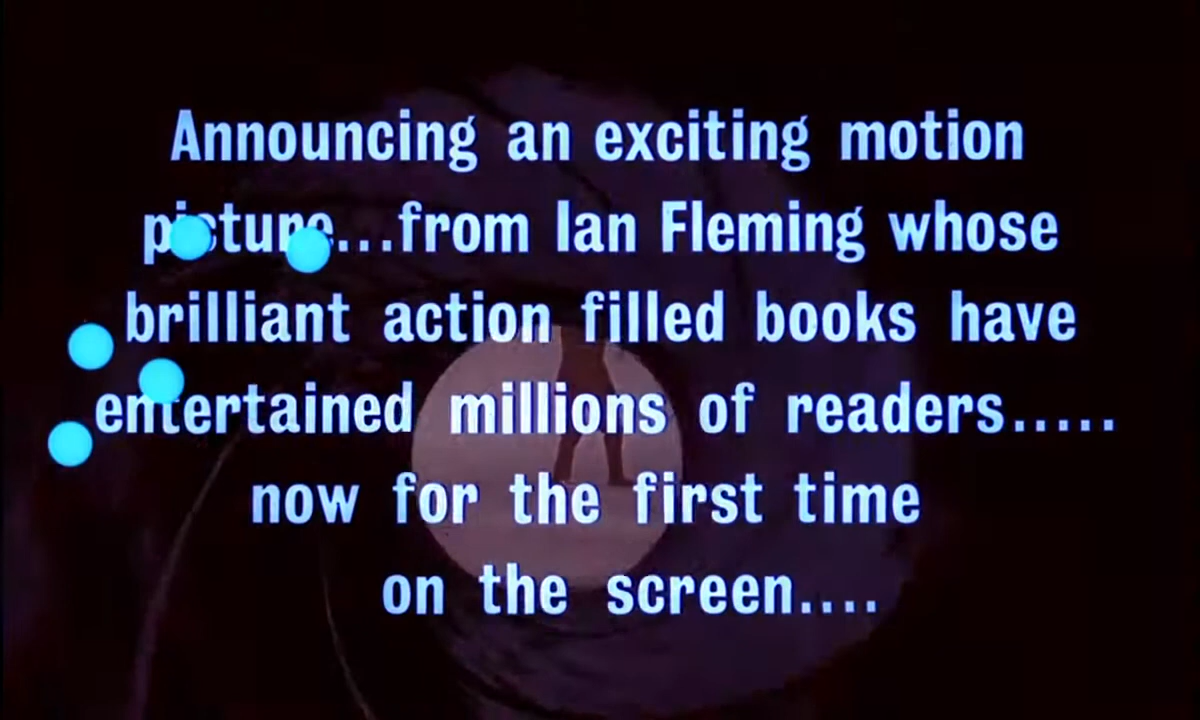 Announcing an exciting motion
picture...from Ian Fleming whose
brilliant action filled books have
entertained millions of readers.....
now for the first time
on the screen....